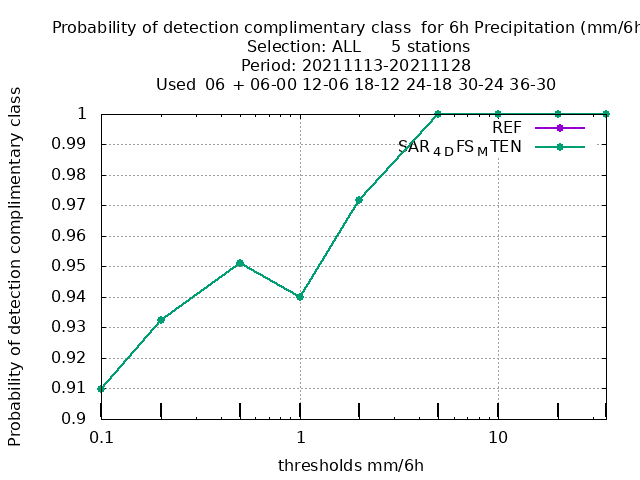 Probability of detection complimentary class  for 6h Precipitation (mm/6h
Selection: ALL      5 stations
Period: 20211113-20211128
Used  06 + 06-00 12-06 18-12 24-18 30-24 36-30
Probability of detection complimentary class
1
0.99
0.98
0.97
0.96
0.95
0.94
0.93
0.92
0.91
0.9
REF
SAR4DFSMTEN
0.1 1 10
thresholds mm/6h